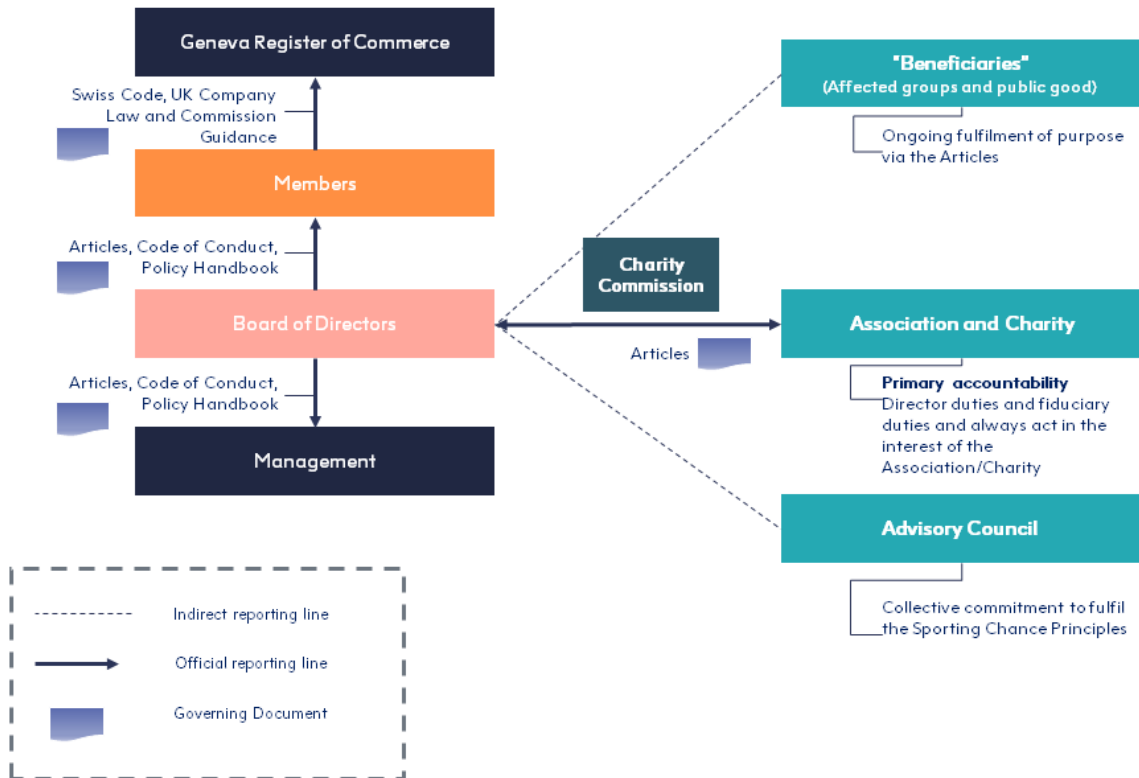 Geneva Register of Commerce
Swiss Code, UK Company
Law and Commission
Guidance
Members
Articles, Code of Conduct,
Policy Handbook
Board of Directors
Articles, Code of Conduct,
Policy Handbook
Management
"Beneficiaries"
(Affected groups and public good)
Ongoing fulfilment of purpose
via the Articles
Charity
Commission
Articles
Association and Charity
Primary accountability
Director duties and fiduciary
duties and always act in the
interest of the
Association/Charity
Advisory Council
Collective commitment to fulfil
the Sporting Chance Principles
Indirect reporting line
Official reporting line
Governing Document